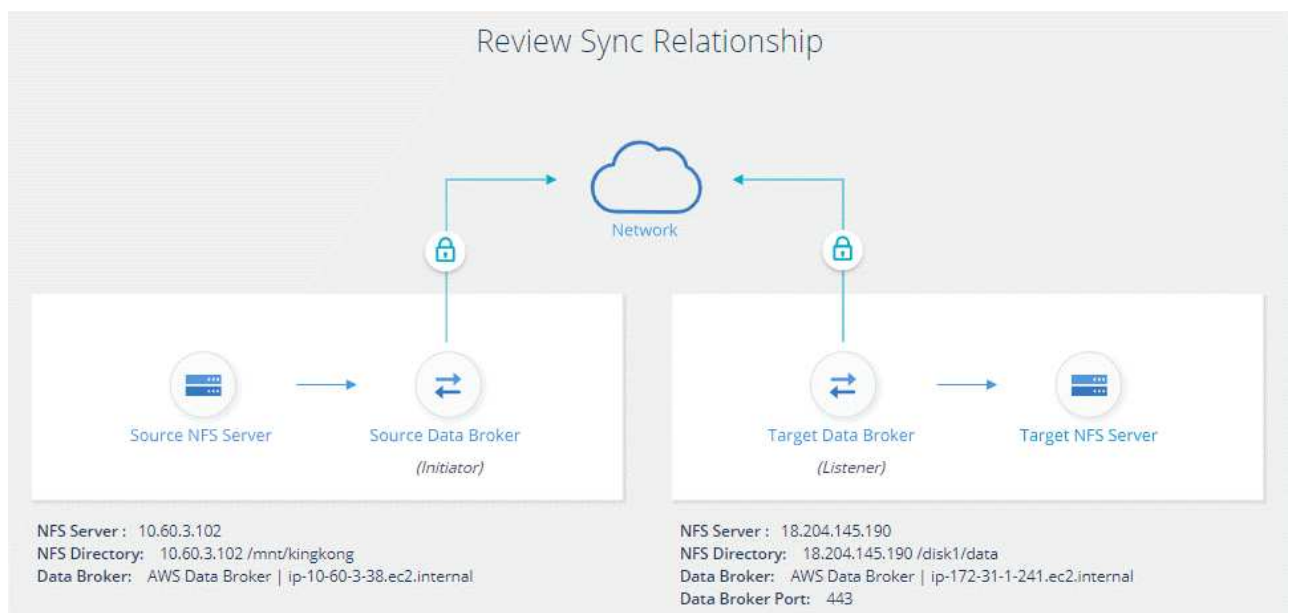 Review Sync Relationship
Network
Source NFS Server
Source Data Broker
(Initiator)
Target Data Broker
(Listener)
Target NFS Server
NFS Server : 10.60.3.102
NFS Directory: 10.60.3.102 /mnt/kingkong
Data Broker: AWS Data Broker | ip-10-60-3-38.ec2.internal
NFS Server : 18.204.145.190
NFS Directory: 18.204.145.190 /disk1/data
Data Broker: AWS Data Broker | ip-172-31-1-241.ec2.internal
Data Broker Port: 443